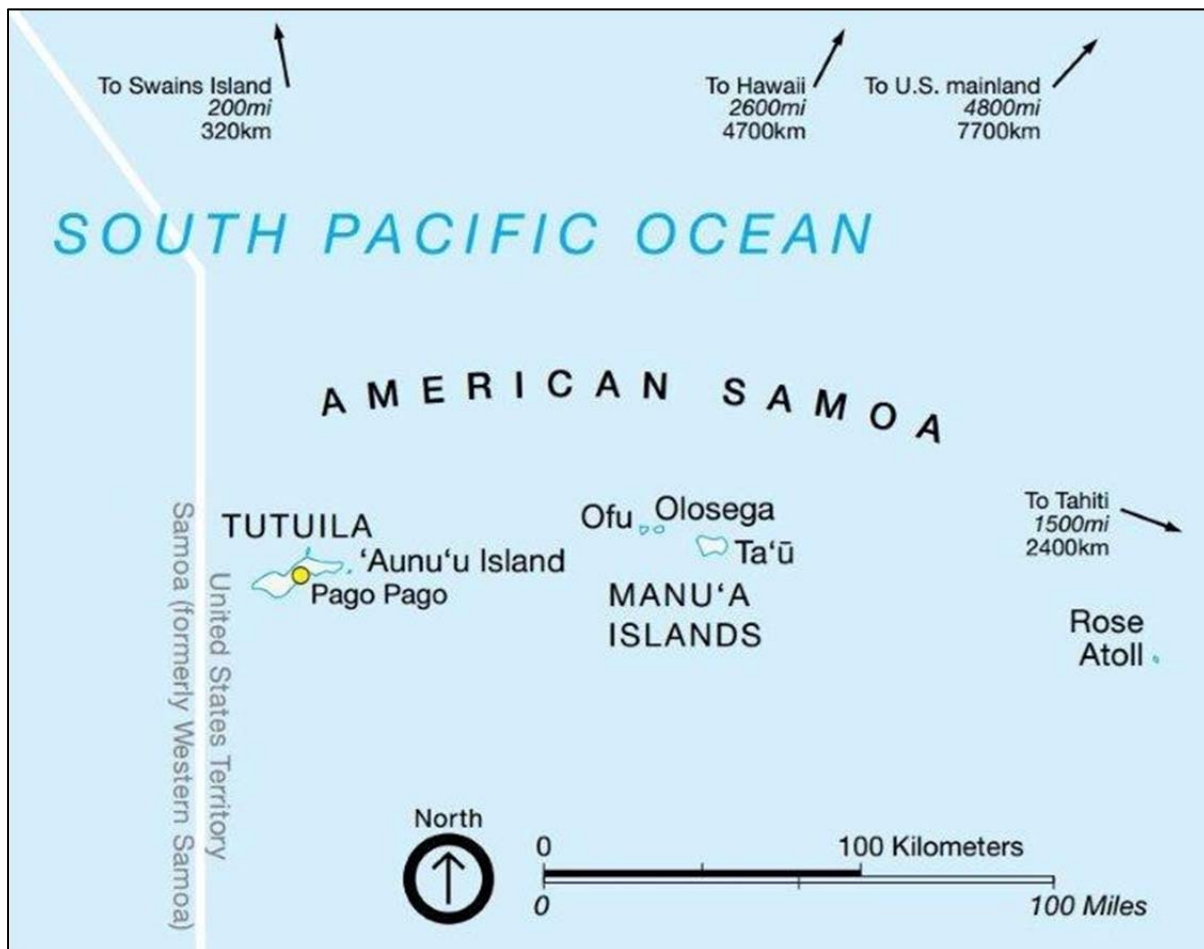 To Swains Island
200mi
320km
To Hawaii
2600mi
4700km
To U.S. mainland
4800mi
7700km
SOUTH PACIFIC OCEAN
AMERICAN SAMOA
To Tahiti
1500mi
2400km
TUTUILA
‘Aunu‘u Island
Pago Pago
Ofu
Olosega
Ta‘ū
MANU‘A
ISLANDS
Rose
Atoll
Samoa (formerly Western Samoa)
United States Territory
North
0
100 Kilometers
0
100 Miles